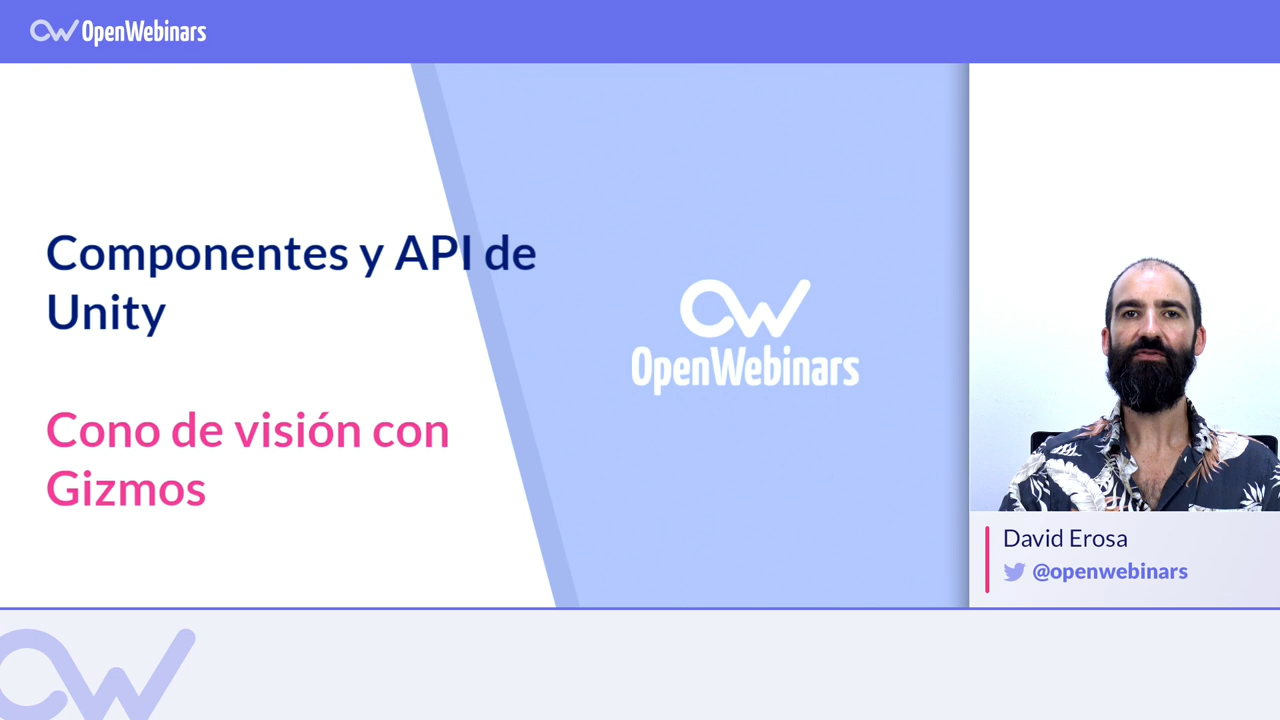 OpenWebinars
Componentes y API de
Unity
Cono de visión con
Gizmos
OpenWebinars
David Erosa
@openwebinars